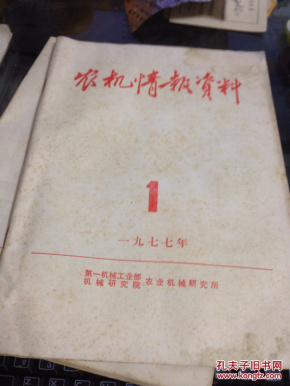 农机情报资料
1
一九七七年
第一机械工业部
机械研究院 农业机械研究所
孔夫子旧书网